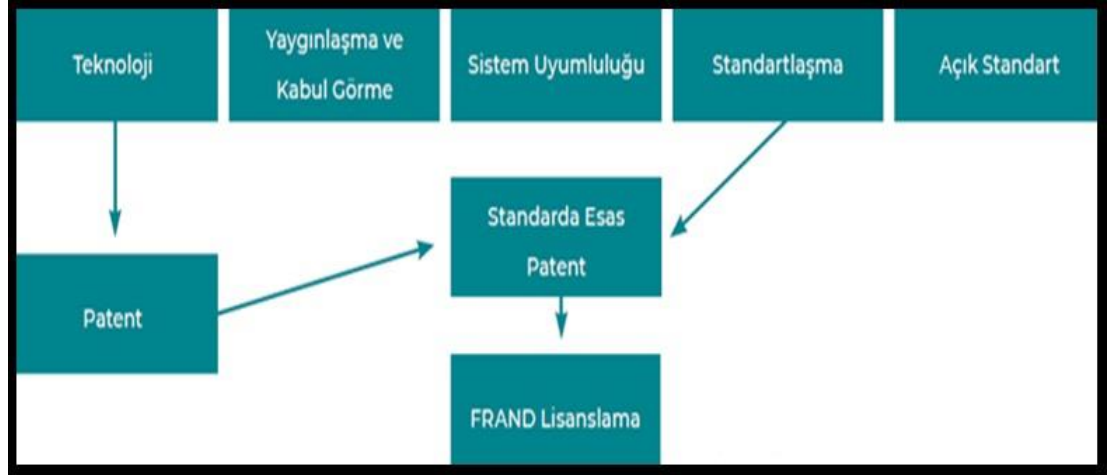 Teknoloji
Yaygınlaşma ve
Kabul Görme
Sistem Uyumluluğu
Standartlaşma
Açık Standart
Standarda Esas
Patent
Patent
FRAND Lisanslama